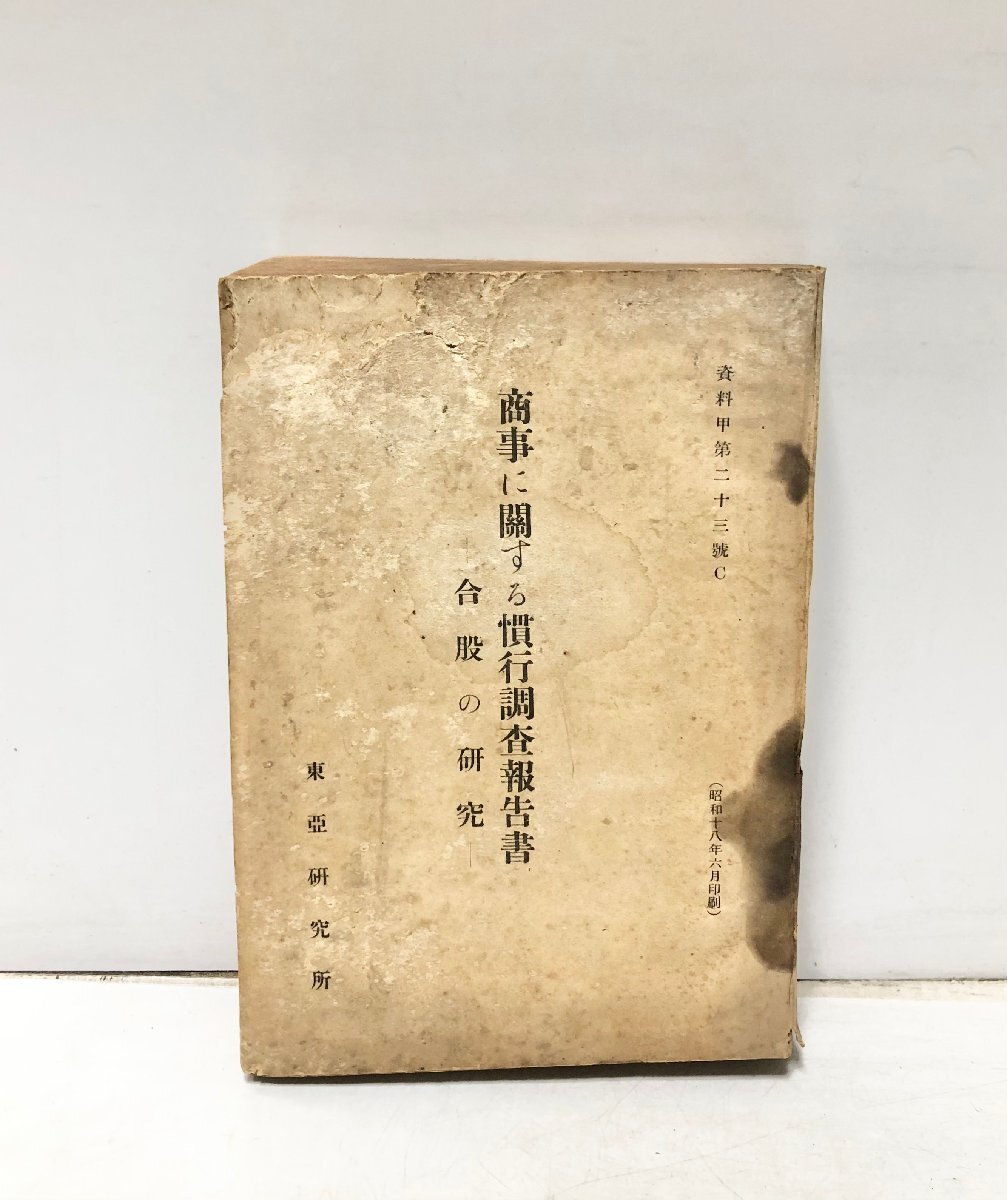 資料甲第二十三號C
(昭和十八年六月印刷)
商事に關する慣行調査報告書
合股の研究—
東亞研究所